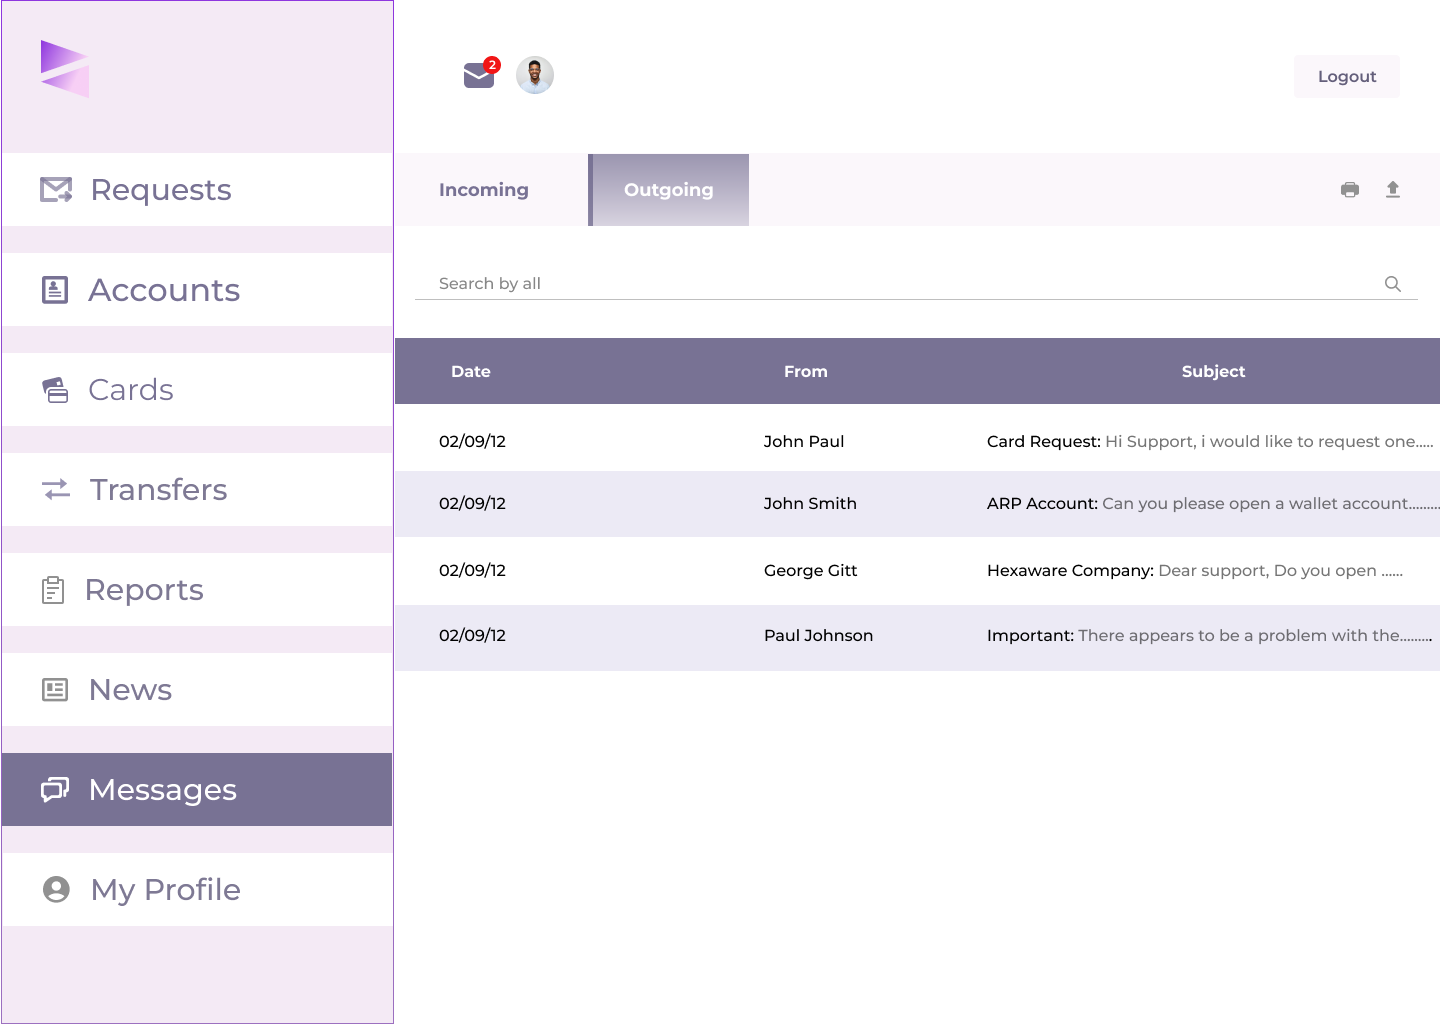 2
Logout
Requests
Accounts
Cards
Transfers
Reports
News
Messages
My Profile
Incoming
Outgoing
Search by all
Date From Subject
02/09/12 John Paul Card Request: Hi Support, i would like to request one.....
02/09/12 John Smith ARP Account: Can you please open a wallet account.........
02/09/12 George Gitt Hexaware Company: Dear support, Do you open ......
02/09/12 Paul Johnson Important: There appears to be a problem with the.........